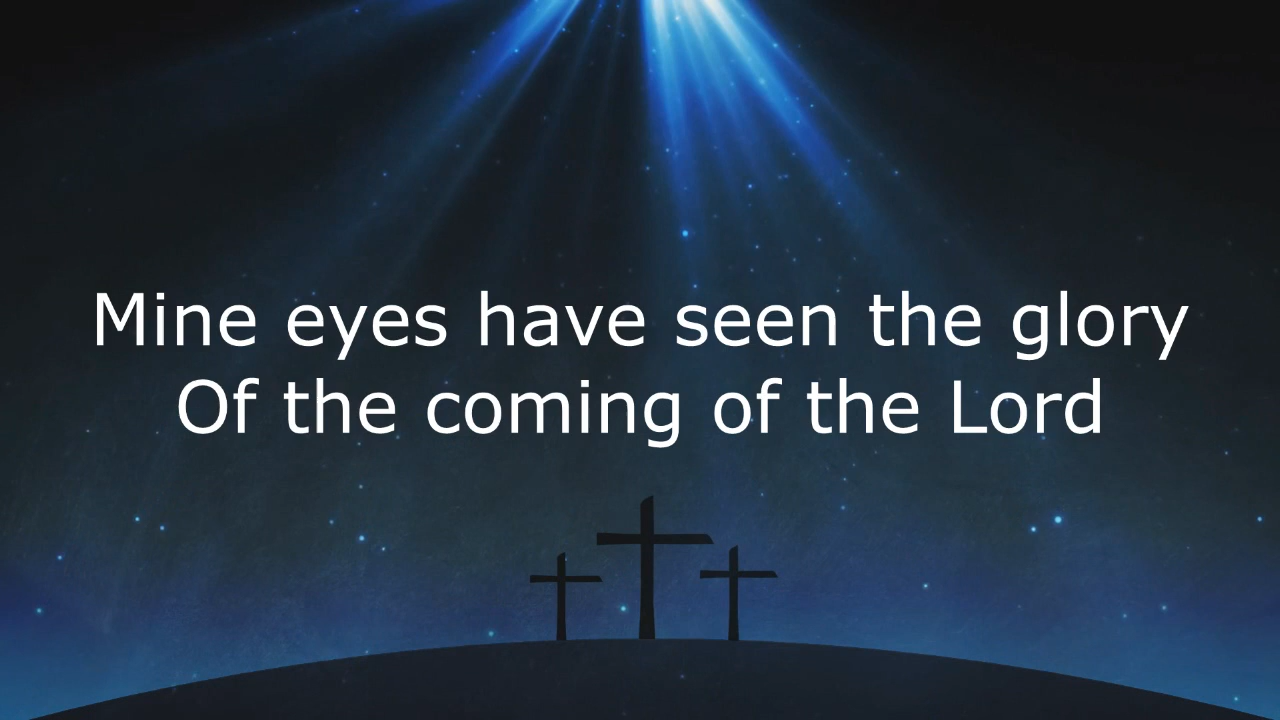 Mine eyes have seen the glory
Of the coming of the Lord